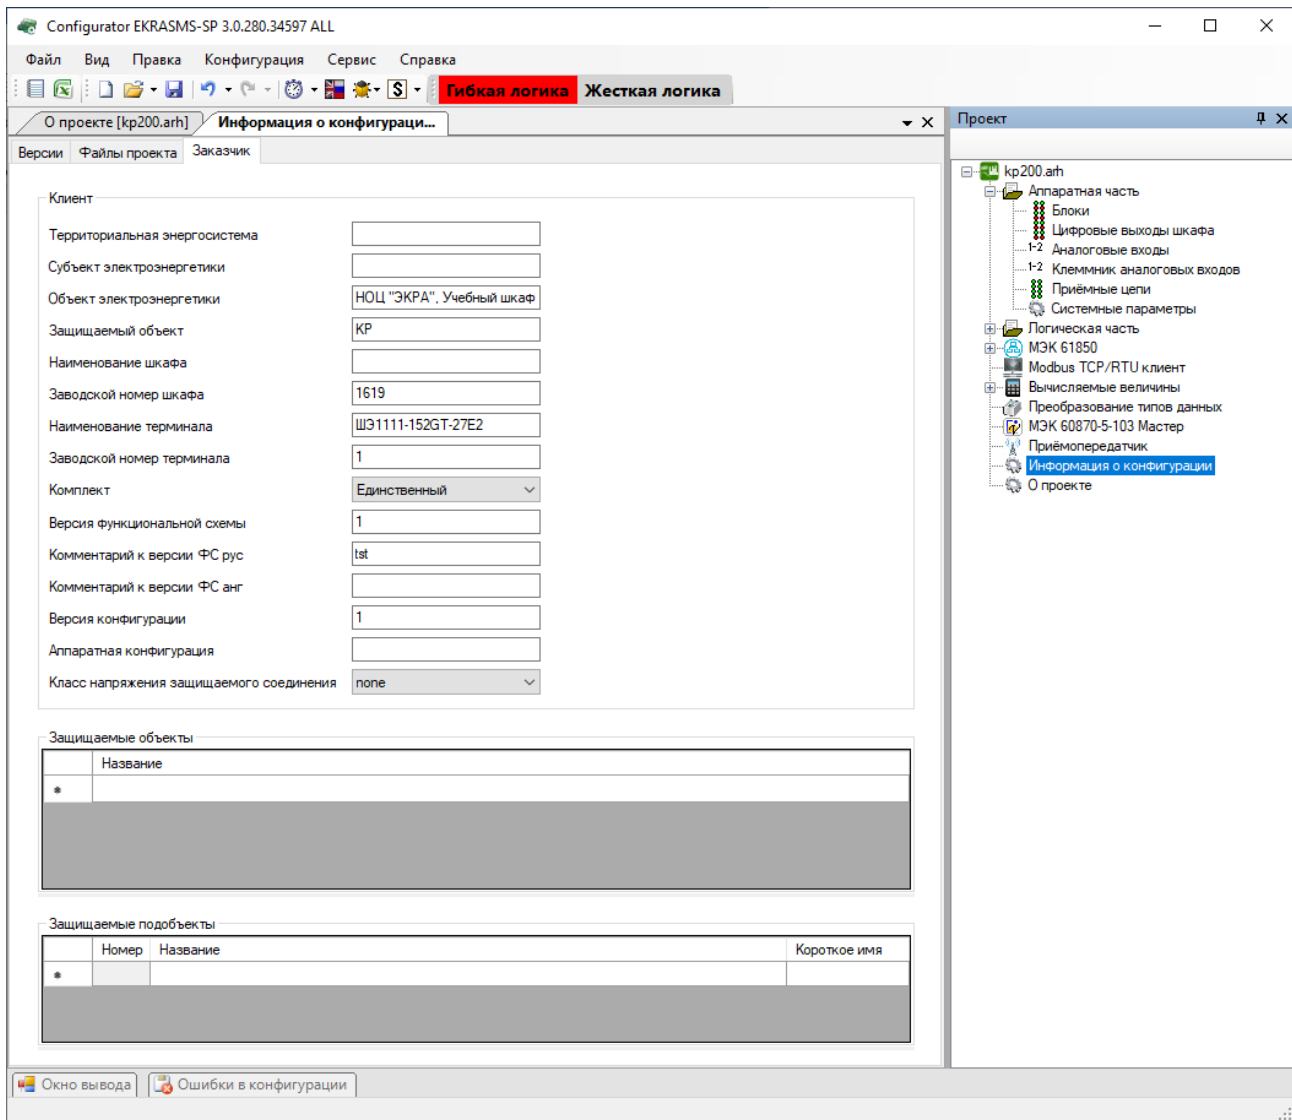 Configurator EKRASMS-SP 3.0.280.34597 ALL
Файл Вид Правка Конфигурация Сервис Справка
Гибкая логика Жесткая логика
О проекте [kp200.arh] Информация о конфигураци...
Версии Файлы проекта Заказчик
Клиент
Территориальная энергосистема
Субъект электроэнергетики
Объект электроэнергетики НОЦ "ЭКРА", Учебный шкаф
Защищаемый объект КР
Наименование шкафа
Заводской номер шкафа 1619
Наименование терминала ШЭ1111-152GT-27E2
Заводской номер терминала 1
Комплект Единственный
Версия функциональной схемы 1
Комментарий к версии ФС рус tst
Комментарий к версии ФС анг
Версия конфигурации 1
Аппаратная конфигурация
Класс напряжения защищаемого соединения none
Защищаемые объекты
Название
Защищаемые подобъекты
Номер Название Короткое имя
Проект
kp200.arh
Аппаратная часть
Блоки
Цифровые выходы шкафа
1-2 Аналоговые входы
1-2 Клеммник аналоговых входов
Приёмные цепи
Системные параметры
Логическая часть
МЭК 61850
Modbus TCP/RTU клиент
Вычисляемые величины
Преобразование типов данных
МЭК 60870-5-103 Мастер
Приёмопередатчик
Информация о конфигурации
О проекте
Окно вывода Ошибки в конфигурации